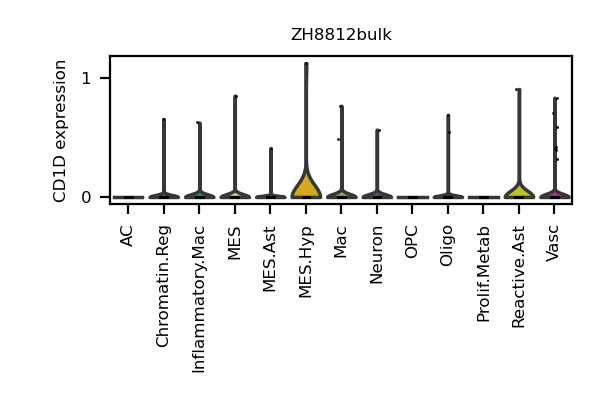 ZH8812bulk
CD1D expression
1
0
AC
Chromatin.Reg
Inflammatory.Mac
MES
MES.Ast
MES.Hyp
Mac
Neuron
OPC
Oligo
Prolif.Metab
Reactive.Ast
Vasc